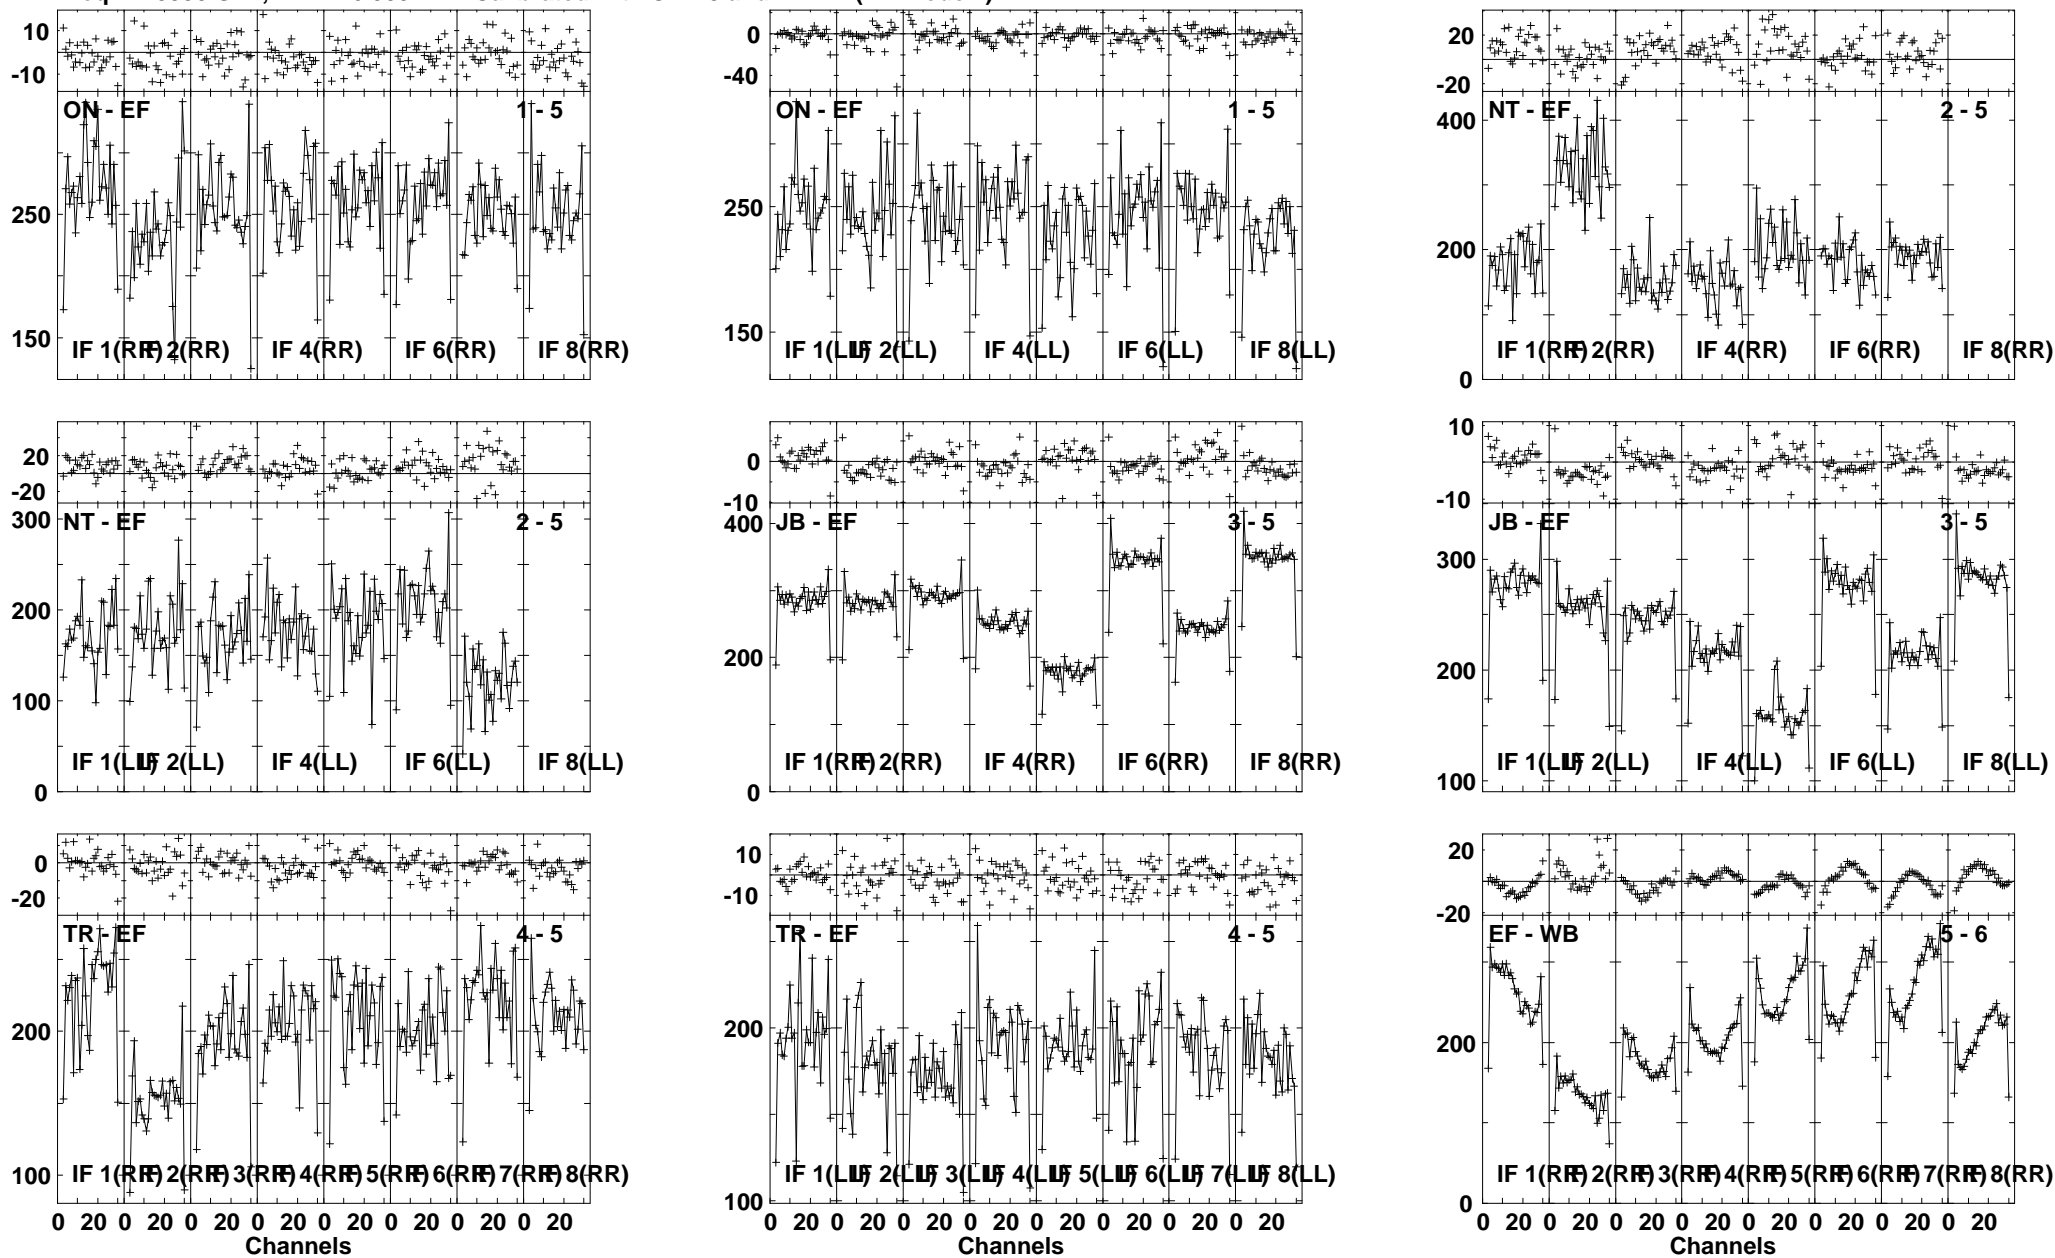 10
-10
ON - EF 1 - 5
250
150
IF 1(RR) IF 2(RR) IF 4(RR) IF 6(RR) IF 8(RR)
0
-40
ON - EF 1 - 5
250
150
IF 1(LL) IF 2(LL) IF 4(LL) IF 6(LL) IF 8(LL)
20
-20
NT - EF 2 - 5
400
200
0
IF 1(RR) IF 2(RR) IF 4(RR) IF 6(RR) IF 8(RR)
20
-20
NT - EF 2 - 5
300
200
100
0
IF 1(LL) IF 2(LL) IF 4(LL) IF 6(LL) IF 8(LL)
10
0
-10
JB - EF 3 - 5
400
200
0
IF 1(RR) IF 2(RR) IF 4(RR) IF 6(RR) IF 8(RR)
10
-10
JB - EF 3 - 5
300
200
100
IF 1(LL) IF 2(LL) IF 4(LL) IF 6(LL) IF 8(LL)
0
-20
TR - EF 4 - 5
200
100
IF 1(RR) IF 2(RR) IF 3(RR) IF 4(RR) IF 5(RR) IF 6(RR) IF 7(RR) IF 8(RR)
0 20 0 20 0 20 0 20 0 20 0 20 0 20 0 20
Channels
10
-10
TR - EF 4 - 5
200
100
IF 1(LL) IF 2(LL) IF 3(LL) IF 4(LL) IF 5(LL) IF 6(LL) IF 7(LL) IF 8(LL)
0 20 0 20 0 20 0 20 0 20 0 20 0 20 0 20
Channels
20
-20
EF - WB 5 - 6
200
0
IF 1(RR) IF 2(RR) IF 3(RR) IF 4(RR) IF 5(RR) IF 6(RR) IF 7(RR) IF 8(RR)
0 20 0 20 0 20 0 20 0 20 0 20 0 20 0 20
Channels